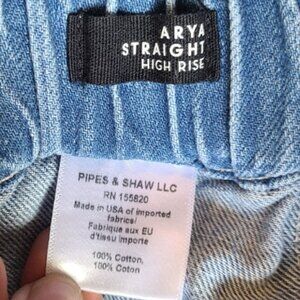 ARYA
STRAIGHT
HIGH RISE
PIPES & SHAW LLC
RN 155820
Made in USA of imported
fabrics/
Fabrique aux EU
d'tissu importe
100% Cotton,
100% Coton